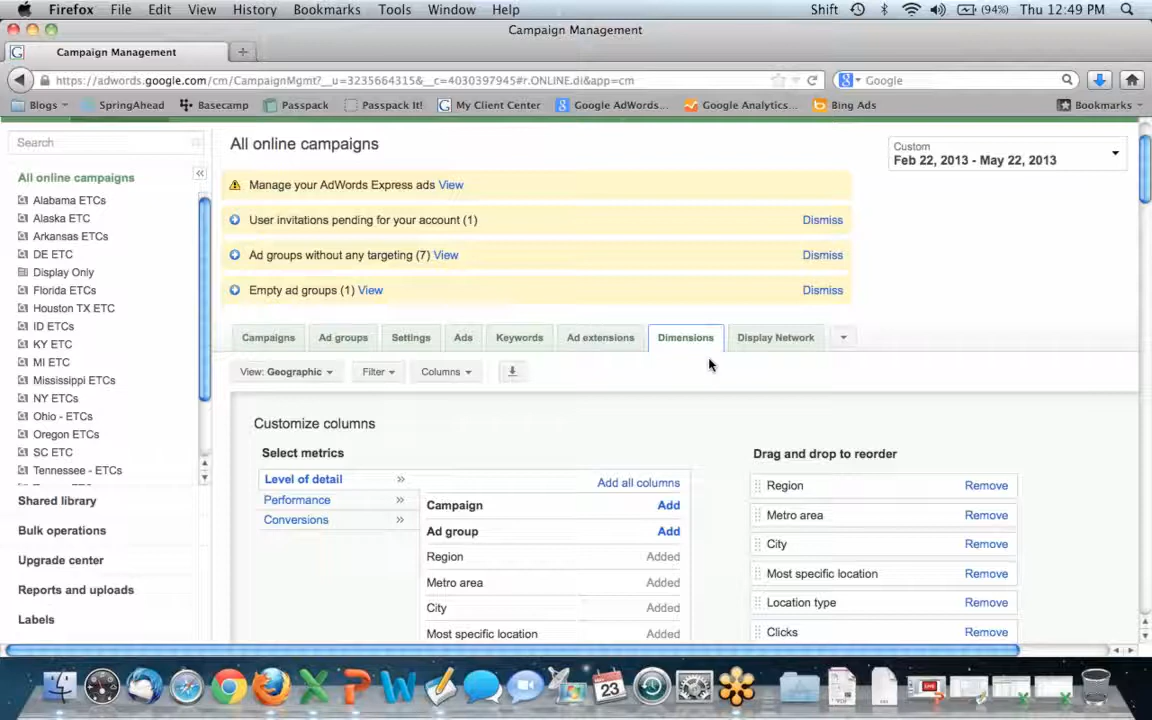 Firefox File Edit View History Bookmarks Tools Window Help Shift (94%) Thu 12:49 PM
Campaign Management
Campaign Management
https://adwords.google.com/cm/CampaignMgmt?__u=3235664315&__c=4030397945#r.ONLINE.di&app=cm Google
Blogs SpringAhead Basecamp Passpack Passpack It! My Client Center Google AdWords... Google Analytics... Bing Ads Bookmarks
Search
All online campaigns
Alabama ETCs
Alaska ETC
Arkansas ETCs
DE ETC
Display Only
Florida ETCs
Houston TX ETC
ID ETCs
KY ETC
MI ETC
Mississippi ETCs
NY ETCs
Ohio - ETCs
Oregon ETCs
SC ETC
Tennessee - ETCs
Shared library
Bulk operations
Upgrade center
Reports and uploads
Labels
All online campaigns
Custom
Feb 22, 2013 - May 22, 2013
Manage your AdWords Express ads View
User invitations pending for your account (1) Dismiss
Ad groups without any targeting (7) View Dismiss
Empty ad groups (1) View Dismiss
Campaigns Ad groups Settings Ads Keywords Ad extensions Dimensions Display Network
View: Geographic Filter Columns
Customize columns
Select metrics
Level of detail »
Performance »
Conversions »
Add all columns
Campaign Add
Ad group Add
Region Added
Metro area Added
City Added
Most specific location Added
Drag and drop to reorder
Region Remove
Metro area Remove
City Remove
Most specific location Remove
Location type Remove
Clicks Remove
23